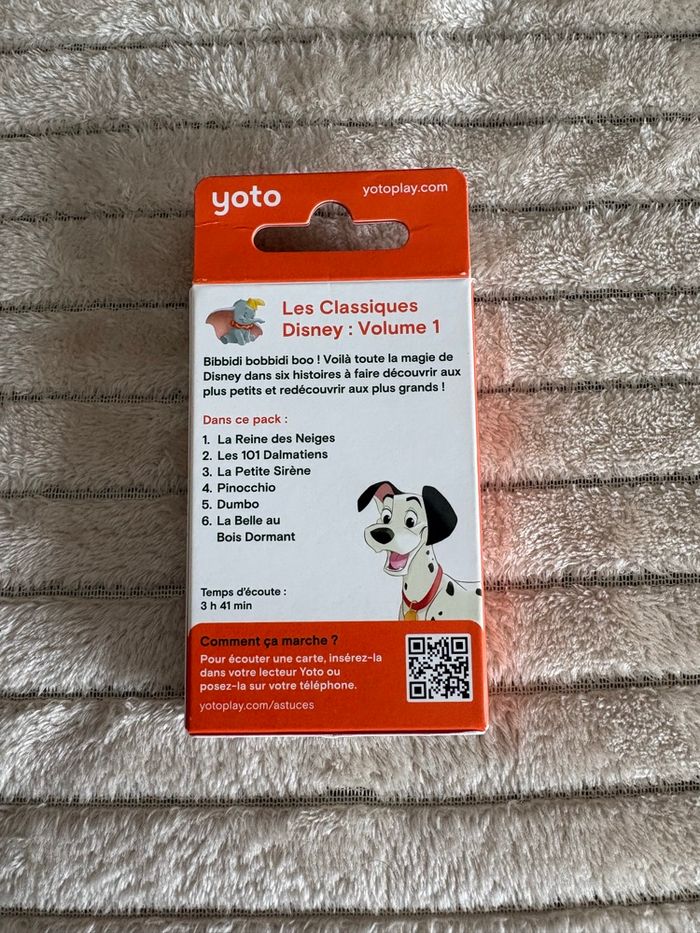 yoto
yotoplay.com
Les Classiques
Disney : Volume 1
Bibbidi bobbidi boo ! Voilà toute la magie de
Disney dans six histoires à faire découvrir aux
plus petits et redécouvrir aux plus grands !
Dans ce pack :
1. La Reine des Neiges
2. Les 101 Dalmatiens
3. La Petite Sirène
4. Pinocchio
5. Dumbo
6. La Belle au
Bois Dormant
Temps d'écoute :
3 h 41 min
Comment ça marche ?
Pour écouter une carte, insérez-la
dans votre lecteur Yoto ou
posez-la sur votre téléphone.
yotoplay.com/astuces